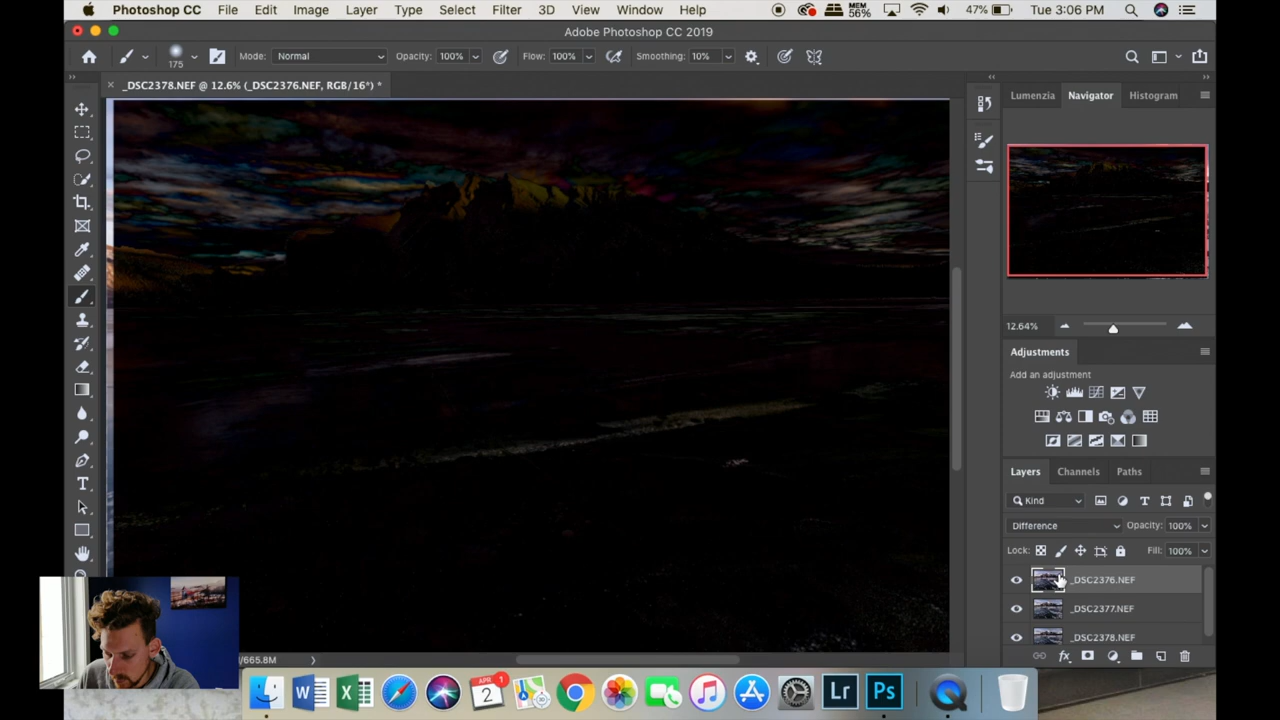 Photoshop CC File Edit Image Layer Type Select Filter 3D View Window Help MEM 56% 47% Tue 3:06 PM
Adobe Photoshop CC 2019
175 Mode: Normal Opacity: 100% Flow: 100% Smoothing: 10%
_DSC2378.NEF @ 12.6% (_DSC2376.NEF, RGB/16*) *
Lumenzia Navigator Histogram
12.64%
Adjustments
Add an adjustment
Layers Channels Paths
Kind
Difference Opacity: 100%
Lock: Fill: 100%
_DSC2376.NEF
_DSC2377.NEF
_DSC2378.NEF
/665.8M
APR 2 1
Lr Ps